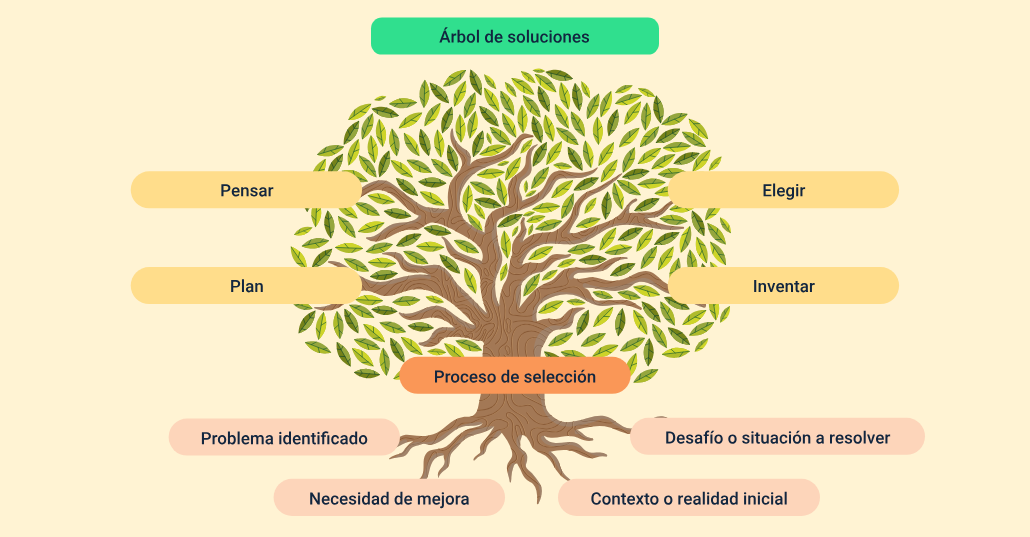 Árbol de soluciones
Pensar
Elegir
Plan
Inventar
Proceso de selección
Problema identificado
Desafío o situación a resolver
Necesidad de mejora
Contexto o realidad inicial